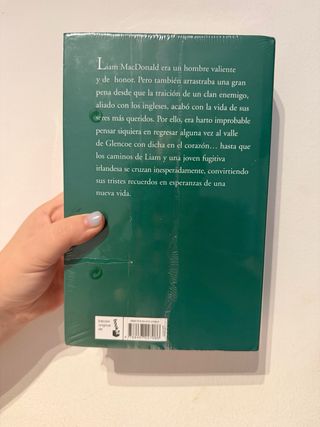 Liam MacDonald era un hombre valiente
y de honor. Pero también arrastraba una gran
pena desde que la traición de un clan enemigo,
aliado con los ingleses, acabó con la vida de sus
seres más queridos. Por ello, era harto improbable
pensar siquiera en regresar alguna vez al valle
de Glencoe con dicha en el corazón… hasta que
los caminos de Liam y una joven fugitiva
irlandesa se cruzan inesperadamente, convirtiendo
sus tristes recuerdos en esperanzas de una
nueva vida.